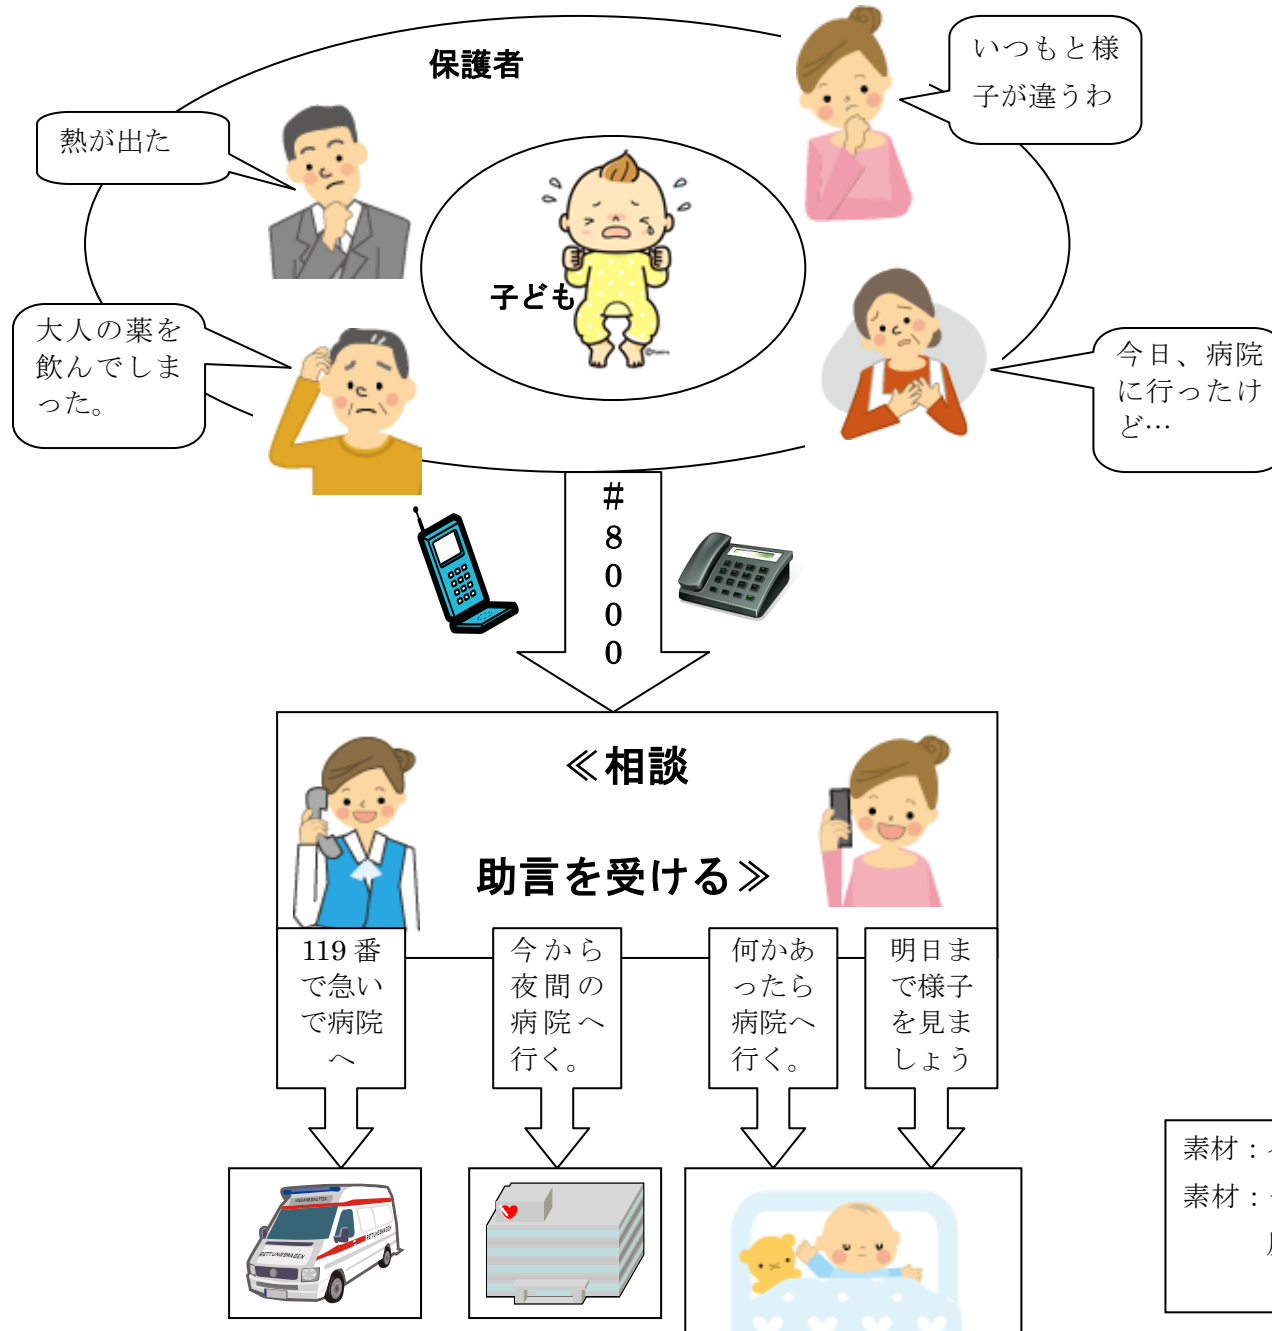 保護者
いつもと様
子が違うわ
熱が出た
子ども
大人の薬を
飲んでしま
った。
今日、病院
に行ったけ
ど…
#
8
0
0
0
≪相談
助言を受ける≫
119番
で急い
で病院
へ
今から
夜間の
病院へ
行く。
何かあ
ったら
病院へ
行く。
明日ま
で様子
を見ま
しょう
RETTUNGSWAGEN
RETTUNGSWAGEN
素材：
素材：